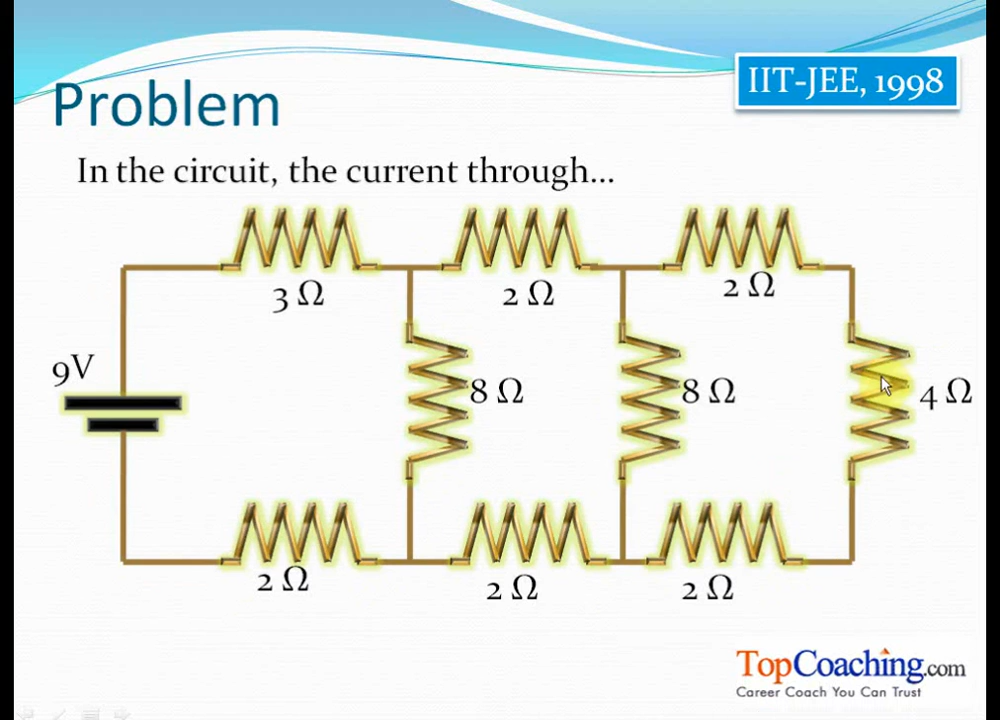 IIT-JEE, 1998
Problem
In the circuit, the current through...
3 Ω
2 Ω
2 Ω
9V
8 Ω
8 Ω
4 Ω
2 Ω
2 Ω
2 Ω
TopCoaching.com
Career Coach You Can Trust